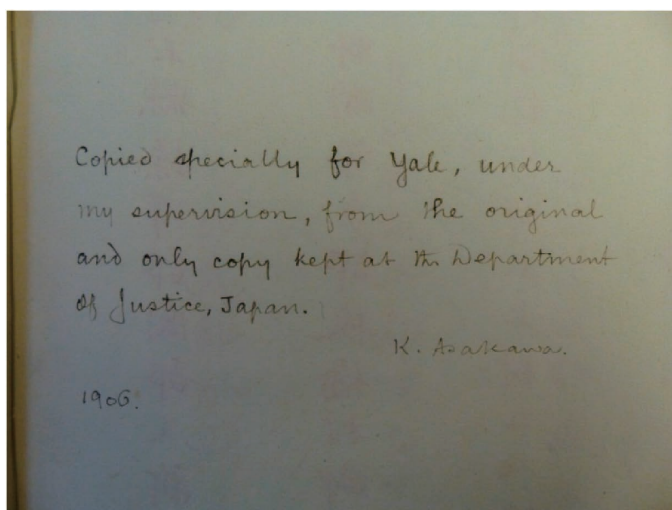 Copied specially for Yale, under
my supervision, from the original
and only copy kept at the Department
of Justice, Japan.
K. Asakawa.
1906.